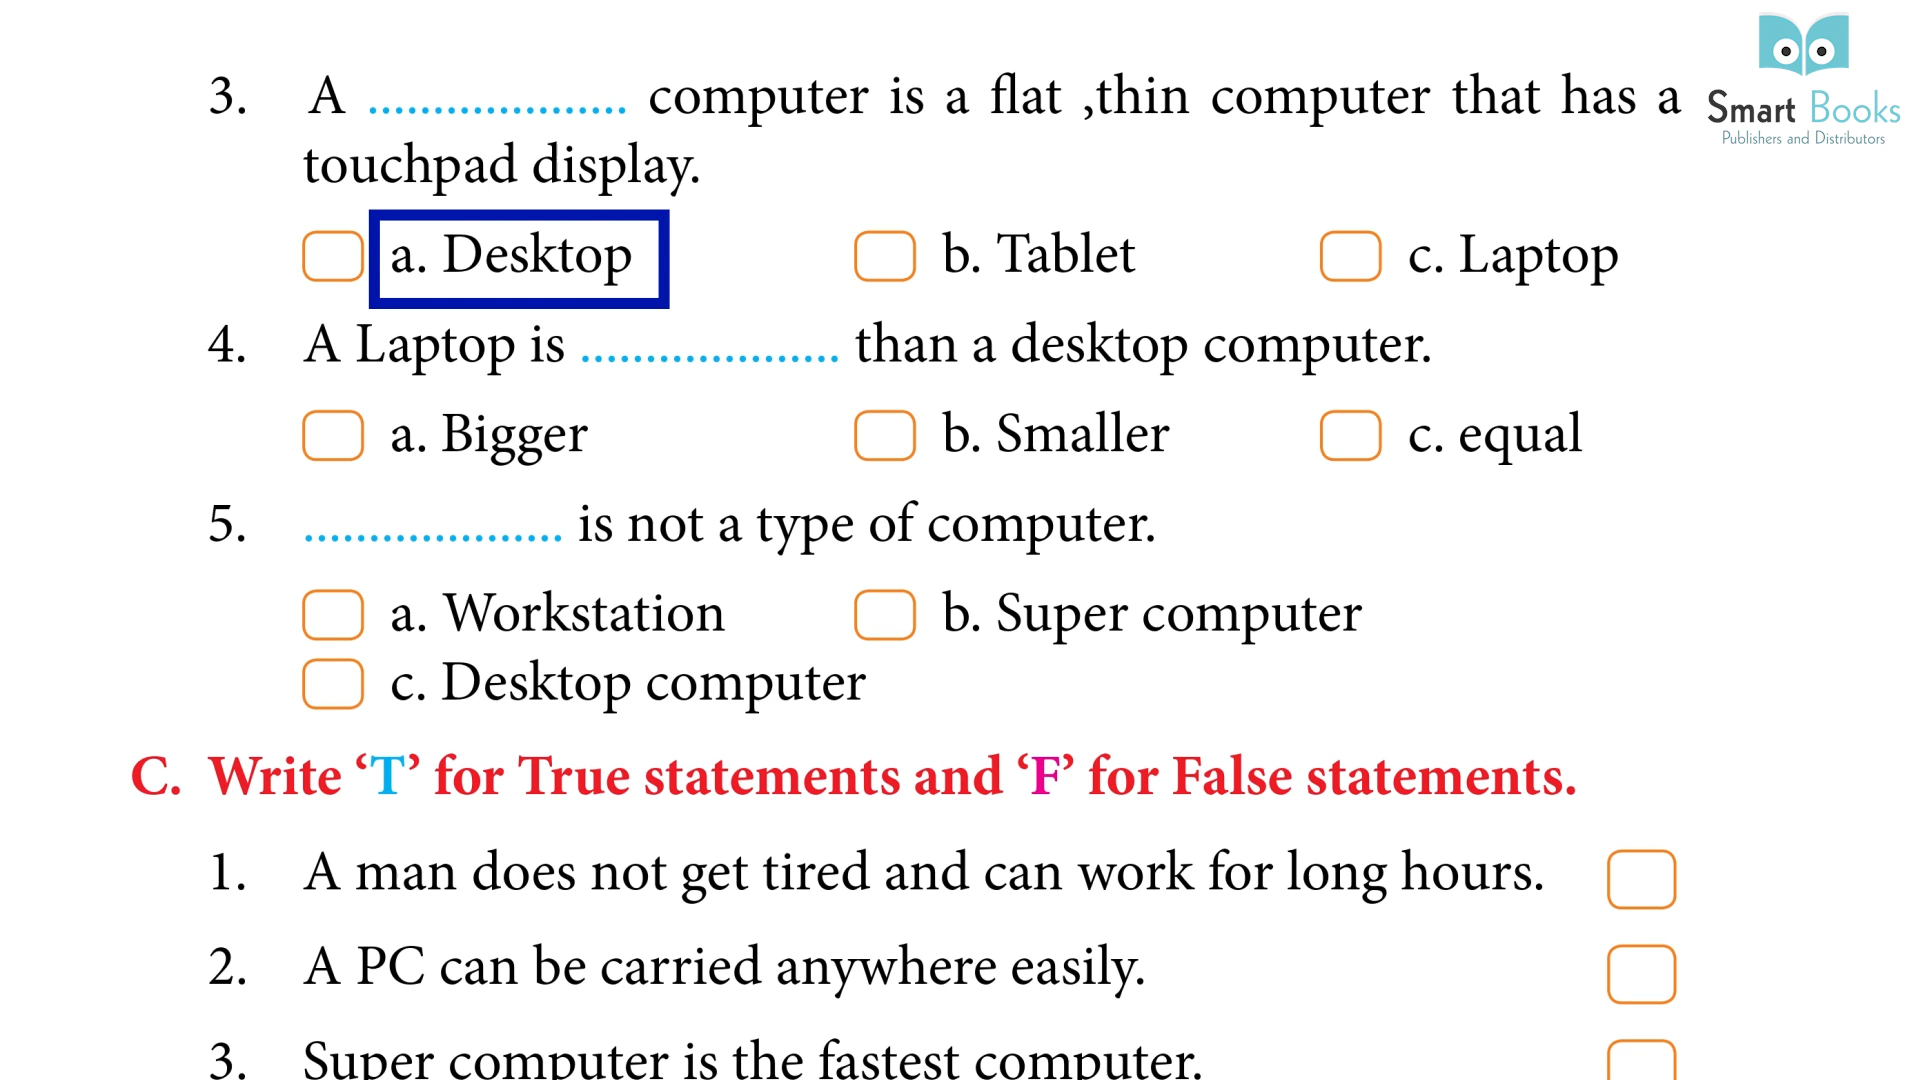 Smart Books
Publishers and Distributors
3. A .................... computer is a flat ,thin computer that has a
touchpad display.
a. Desktop b. Tablet c. Laptop
4. A Laptop is .................... than a desktop computer.
a. Bigger b. Smaller c. equal
5. .................... is not a type of computer.
a. Workstation b. Super computer
c. Desktop computer
C. Write ‘T’ for True statements and ‘F’ for False statements.
1. A man does not get tired and can work for long hours.
2. A PC can be carried anywhere easily.
3. Super computer is the fastest computer.